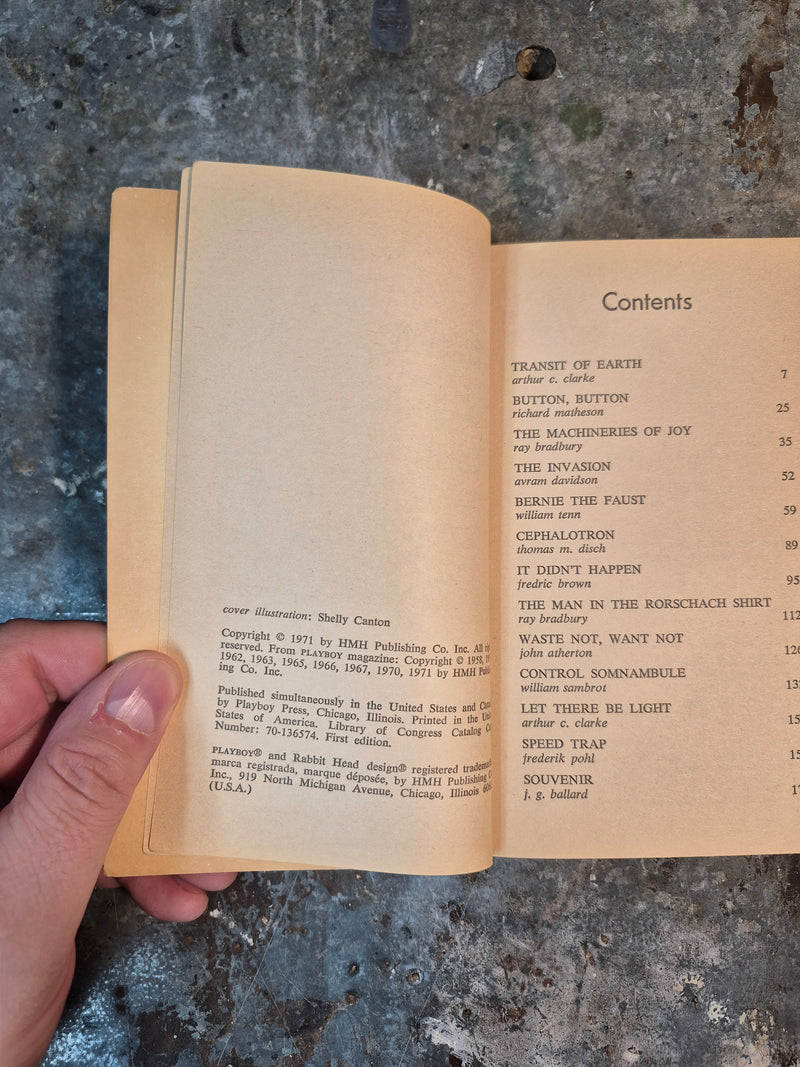 cover illustration: Shelly Canton
Copyright © 1971 by HMH Publishing Co. Inc. All
reserved. From PLAYBOY magazine: Copyright © 1958,
1962, 1963, 1965, 1966, 1967, 1970, 1971 by HMH
ing Co. Inc.
Published simultaneously in the United States and
by Playboy Press, Chicago, Illinois. Printed in the
States of America. Library of Congress Catalog
Number: 70-136574. First edition.
PLAYBOY® and Rabbit Head design® registered
marca registrada, marque déposée, by HMH Publishing
Inc., 919 North Michigan Avenue, Chicago, Illinois
(U.S.A.)
Contents
TRANSIT OF EARTH 7
arthur c. clarke
BUTTON, BUTTON 25
richard matheson
THE MACHINERIES OF JOY 35
ray bradbury
THE INVASION 52
avram davidson
BERNIE THE FAUST 59
william tenn
CEPHALOTRON 89
thomas m. disch
IT DIDN'T HAPPEN 95
fredric brown
THE MAN IN THE RORSCHACH SHIRT 112
ray bradbury
WASTE NOT, WANT NOT
john atherton
CONTROL SOMNAMBULE
william sambrot
LET THERE BE LIGHT
arthur c. clarke
SPEED TRAP
frederik pohl
SOUVENIR
j. g. ballard